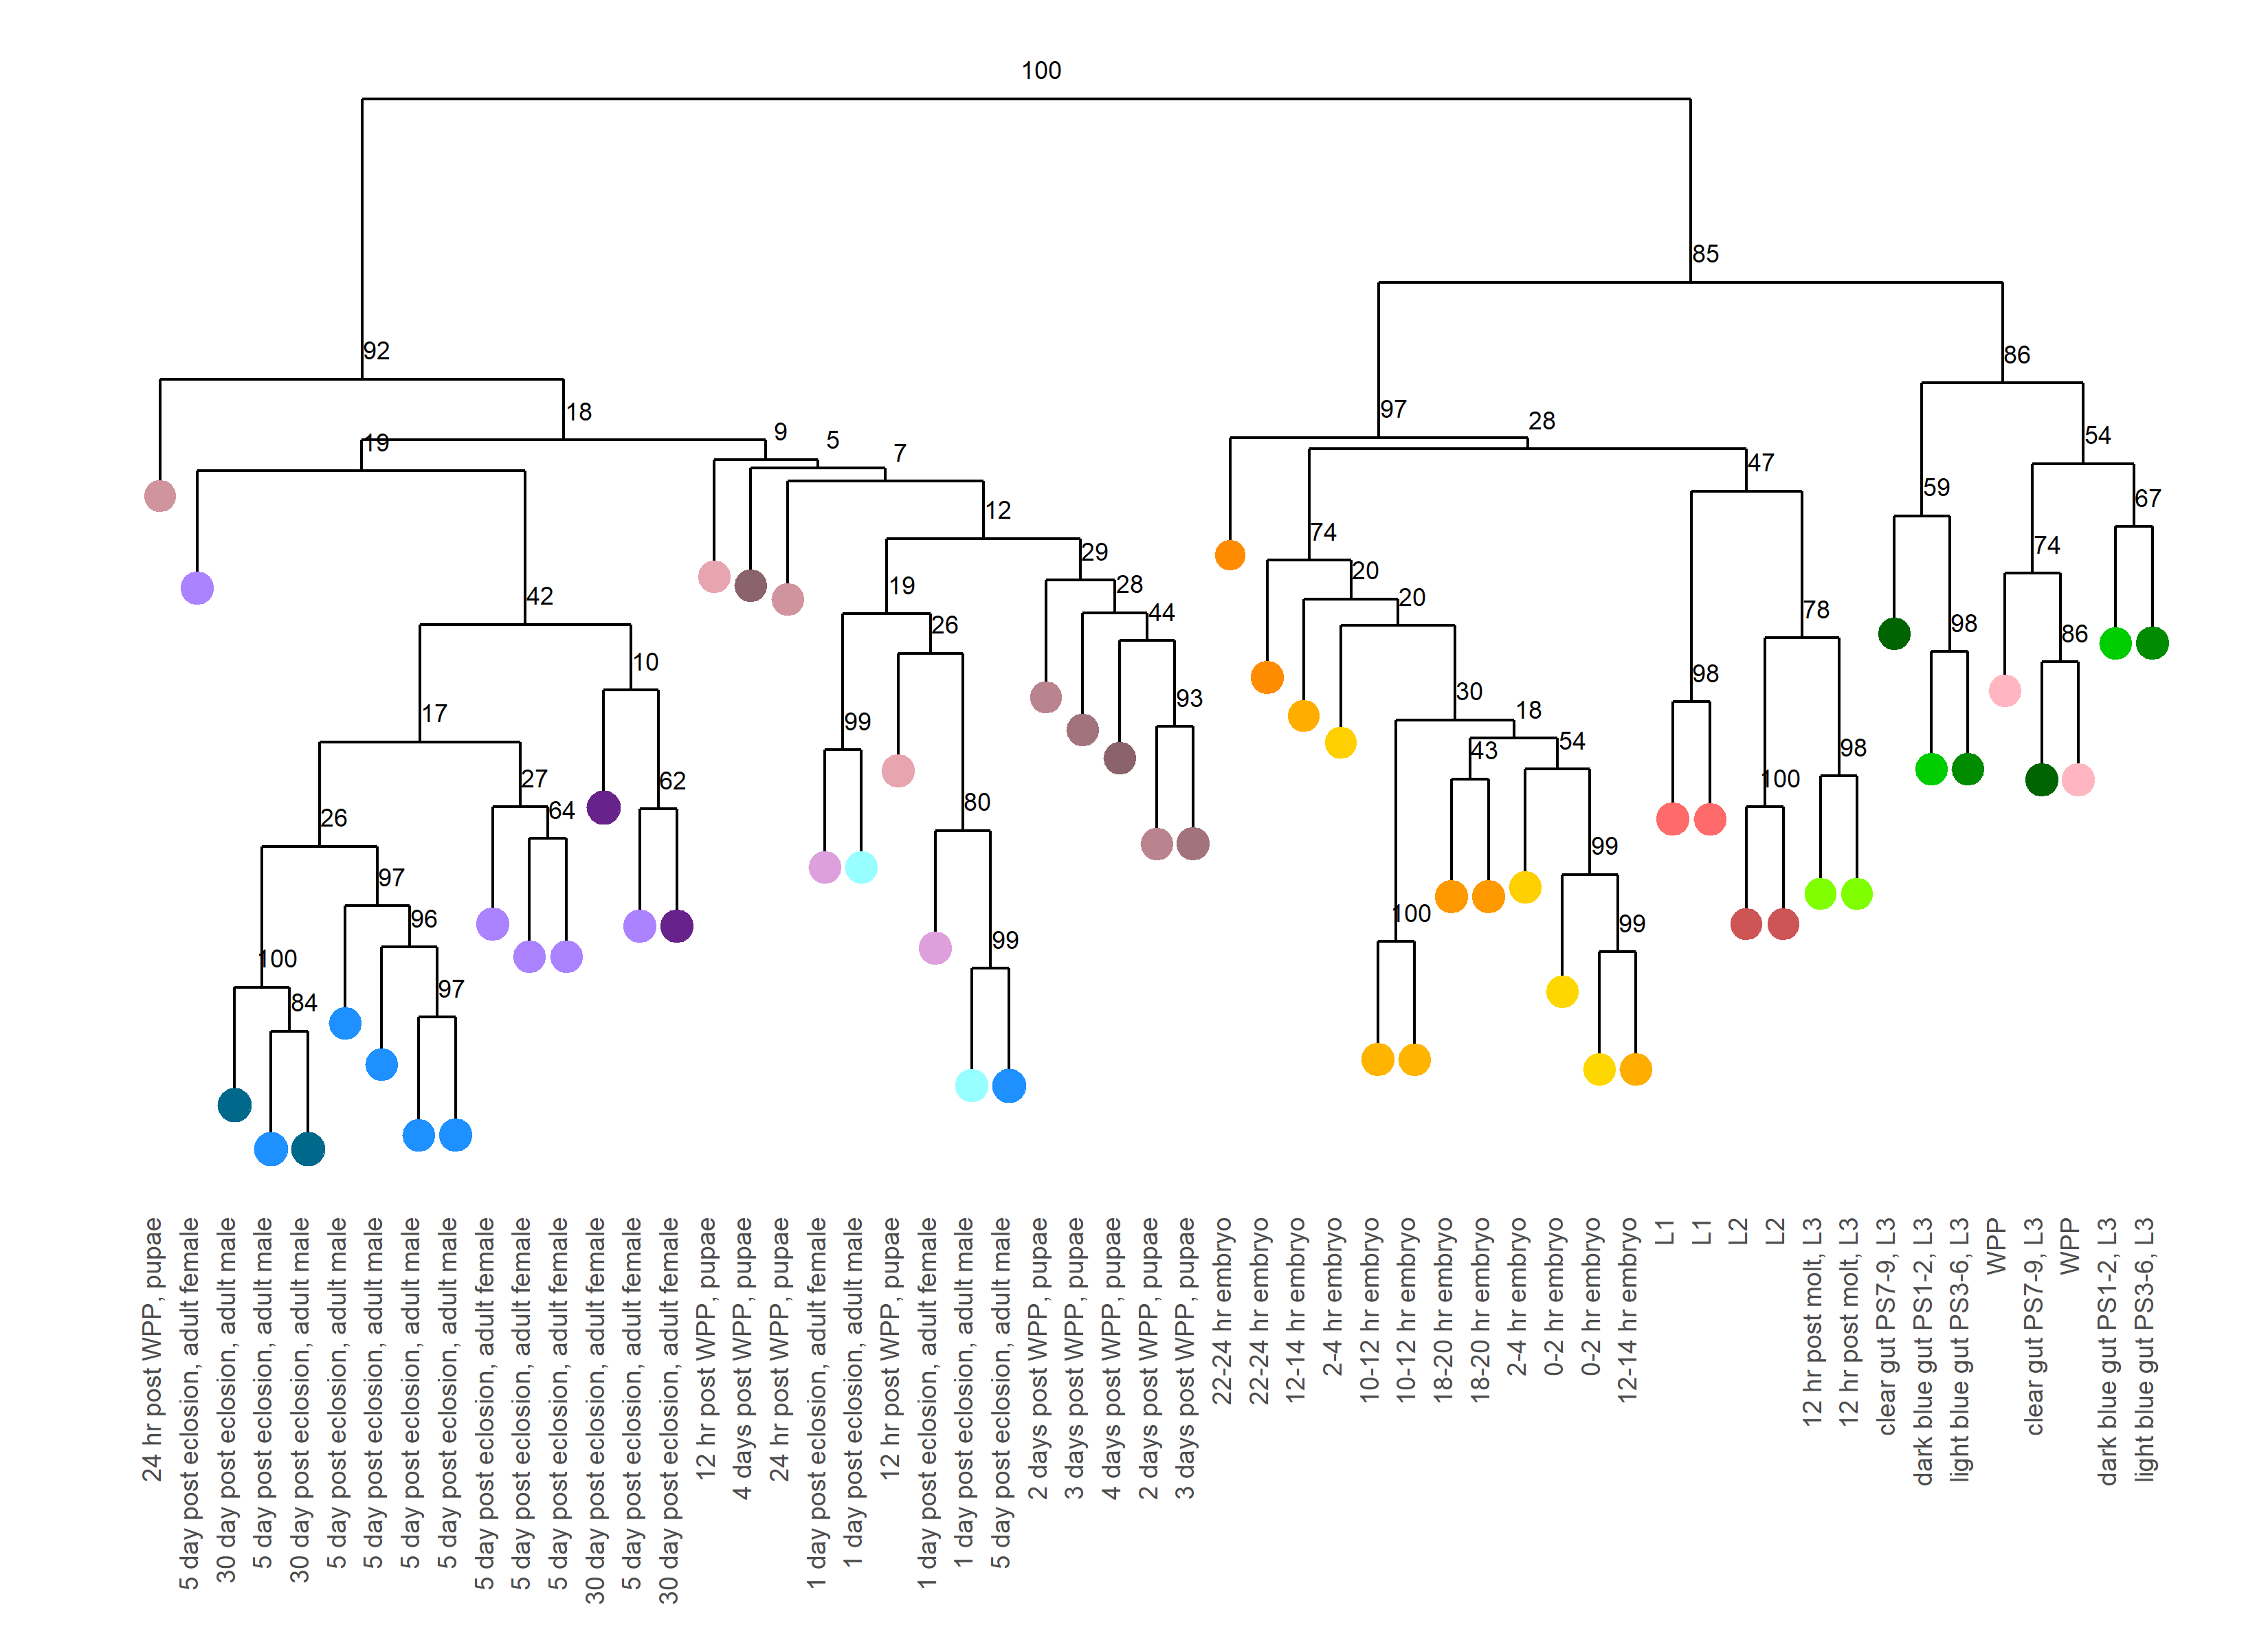 100
85
92
86
97
18
28
9
5
19
54
7
47
59
67
12
74
74
29
20
28
19
42
20
78
44
26
98
86
10
98
30
93
17
18
99
54
43
98
27
62
100
80
64
26
99
97
100
96
99
99
100
97
84
24 hr post WPP, pupae
5 day post eclosion, adult female
30 day post eclosion, adult male
5 day post eclosion, adult male
30 day post eclosion, adult male
5 day post eclosion, adult male
5 day post eclosion, adult male
5 day post eclosion, adult male
5 day post eclosion, adult male
5 day post eclosion, adult female
5 day post eclosion, adult female
5 day post eclosion, adult female
30 day post eclosion, adult female
5 day post eclosion, adult female
30 day post eclosion, adult female
12 hr post WPP, pupae
4 days post WPP, pupae
24 hr post WPP, pupae
1 day post eclosion, adult female
1 day post eclosion, adult male
12 hr post WPP, pupae
1 day post eclosion, adult female
1 day post eclosion, adult male
5 day post eclosion, adult male
2 days post WPP, pupae
3 days post WPP, pupae
4 days post WPP, pupae
2 days post WPP, pupae
3 days post WPP, pupae
22-24 hr embryo
22-24 hr embryo
12-14 hr embryo
2-4 hr embryo
10-12 hr embryo
10-12 hr embryo
18-20 hr embryo
18-20 hr embryo
2-4 hr embryo
0-2 hr embryo
0-2 hr embryo
12-14 hr embryo
L1
L1
L2
L2
12 hr post molt, L3
12 hr post molt, L3
clear gut PS7-9, L3
dark blue gut PS1-2, L3
light blue gut PS3-6, L3
WPP
clear gut PS7-9, L3
WPP
dark blue gut PS1-2, L3
light blue gut PS3-6, L3